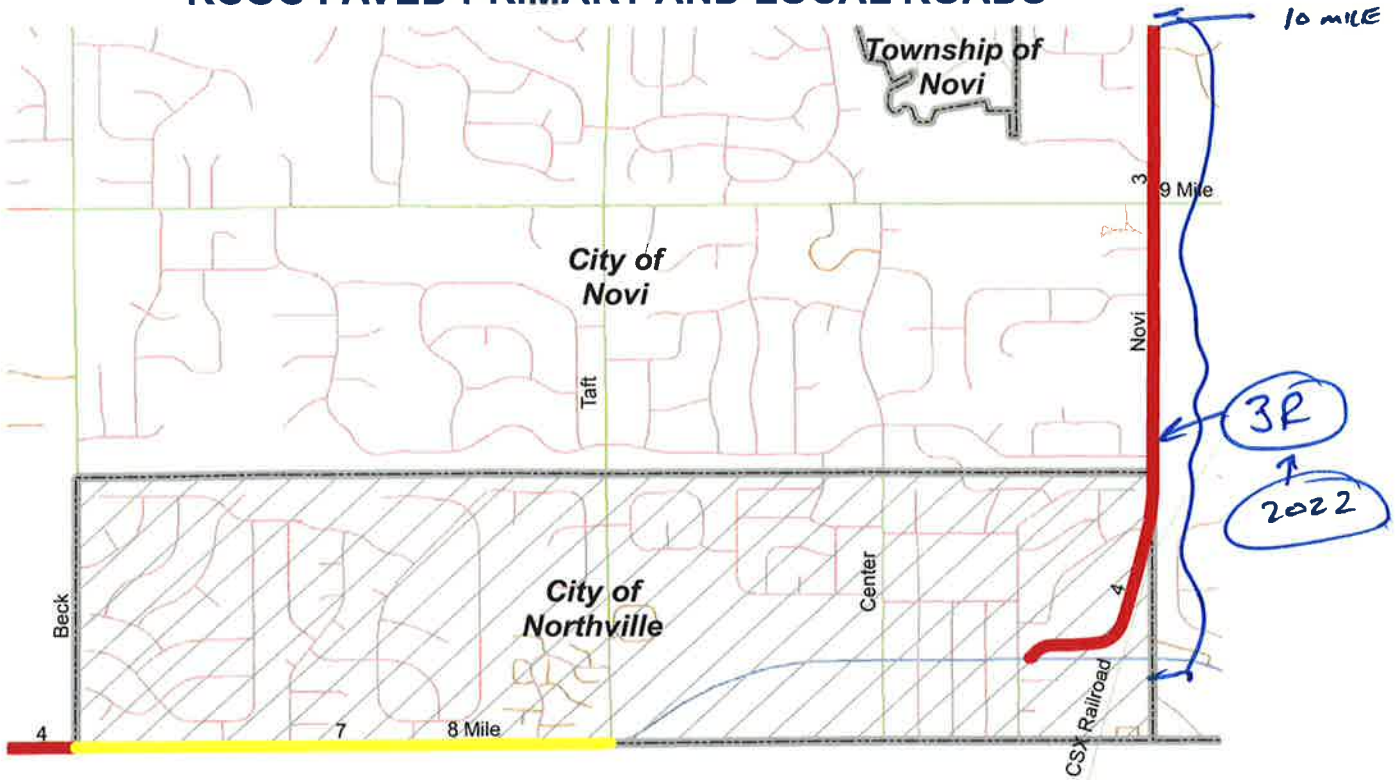 10 MILE
Township of
Novi
3
9 Mile
City of
Novi
Novi
Taft
3R
2022
Center
4
City of
Northville
Beck
CSX Railroad
4
7
8 Mile